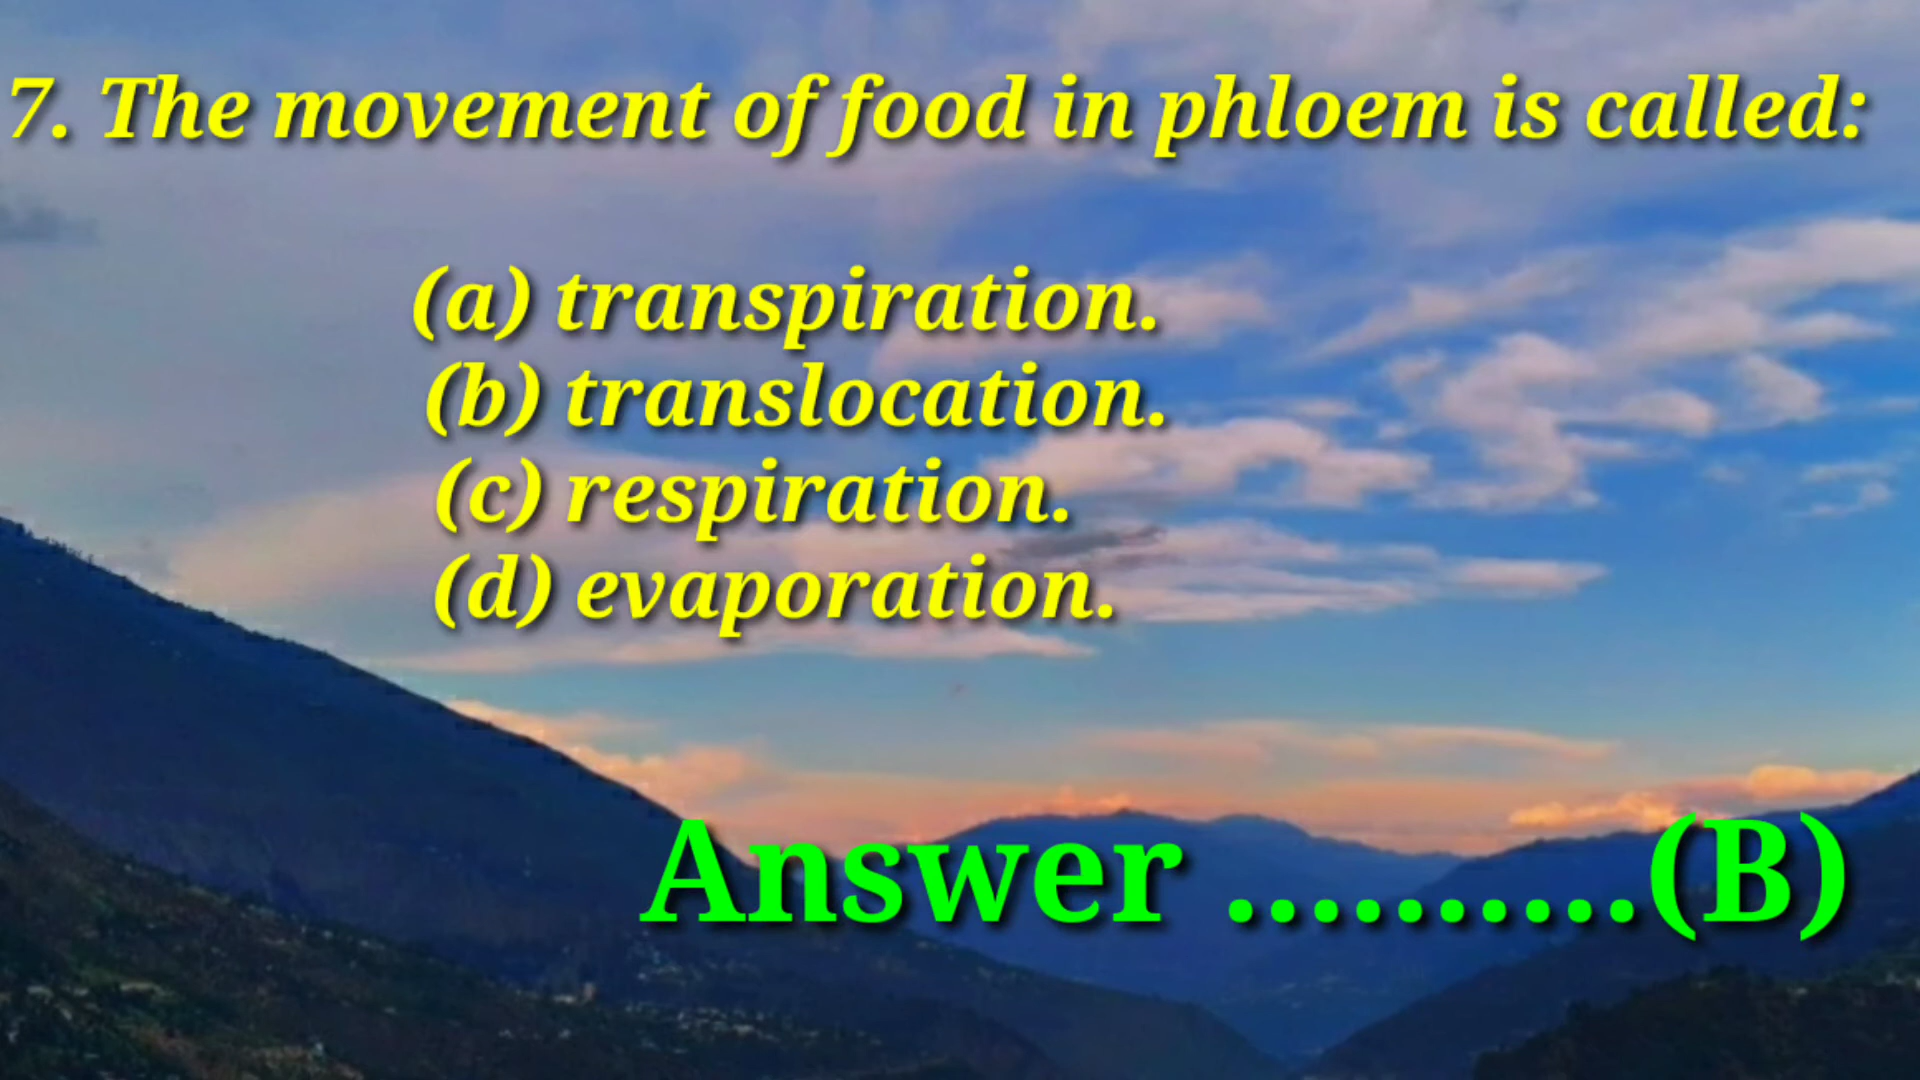 7. The movement of food in phloem is called:
(a) transpiration.
(b) translocation.
(c) respiration.
(d) evaporation.
Answer ..........(B)